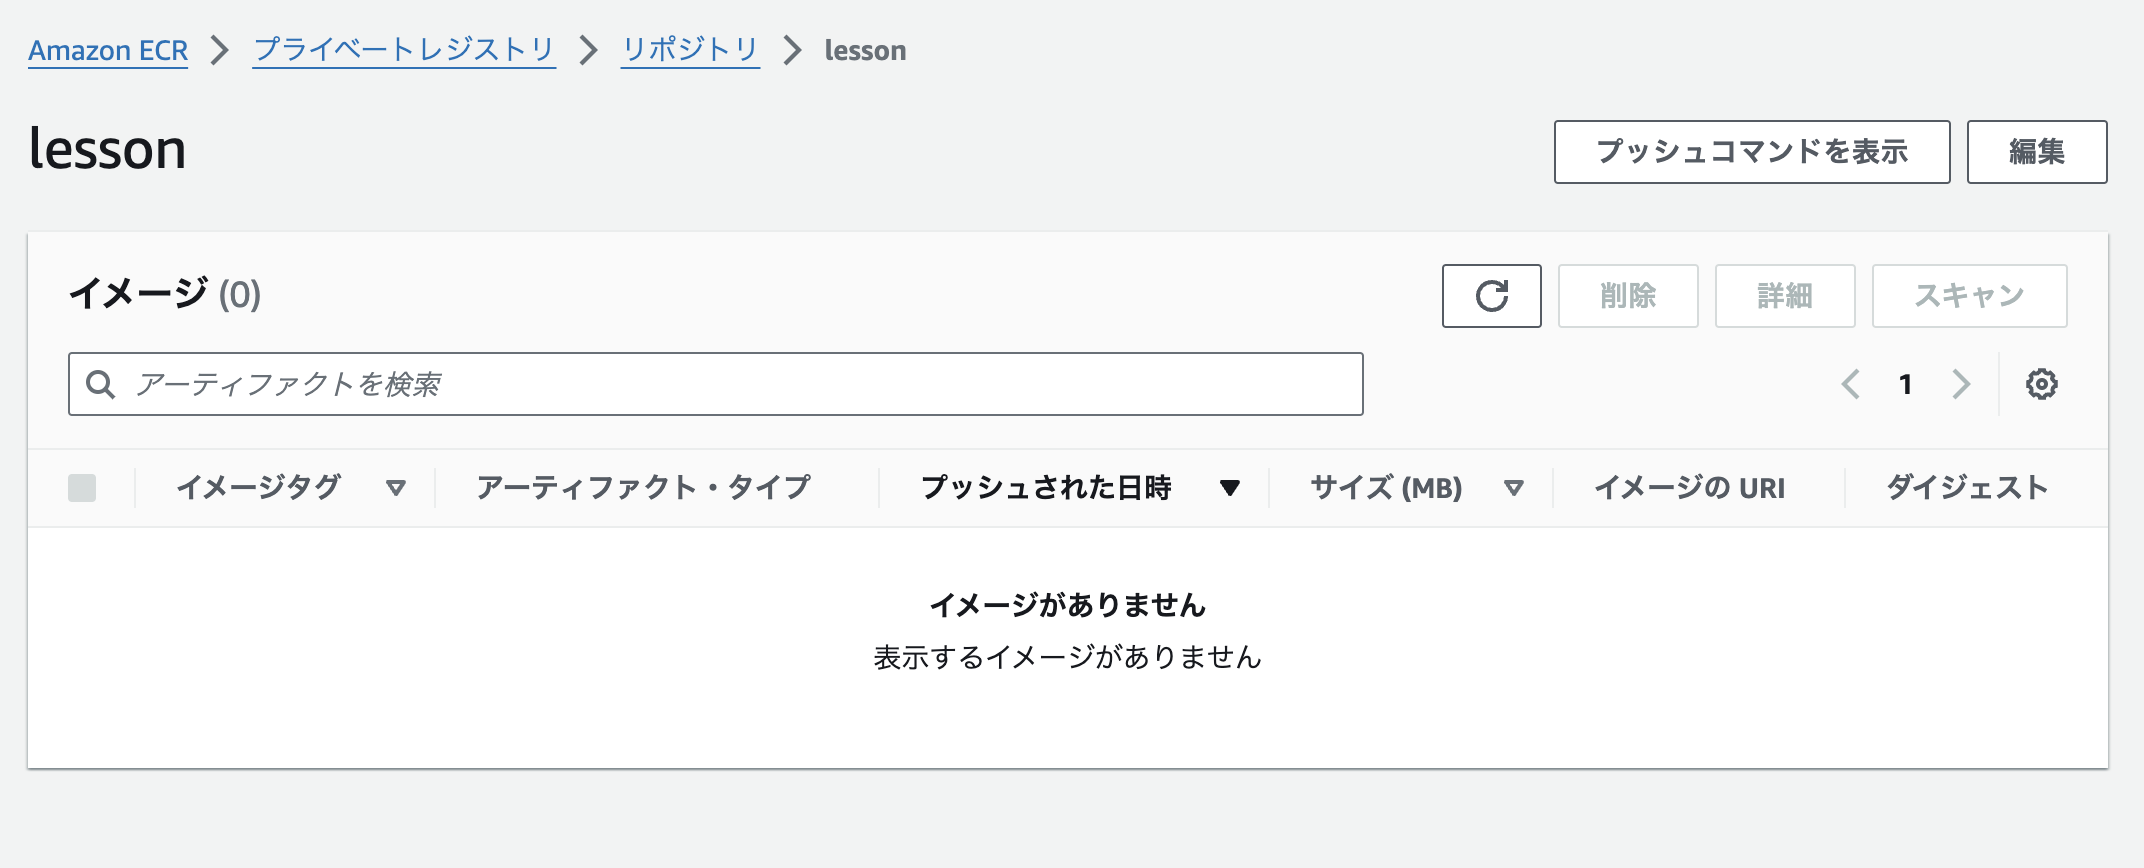 Amazon ECR > プライベートレジストリ > リポジトリ > lesson
lesson
プッシュコマンドを表示 編集
イメージ (0)
削除 詳細 スキャン
アーティファクトを検索
1
イメージタグ アーティファクト・タイプ プッシュされた日時 サイズ (MB) イメージの URI ダイジェスト
イメージがありません
表示するイメージがありません